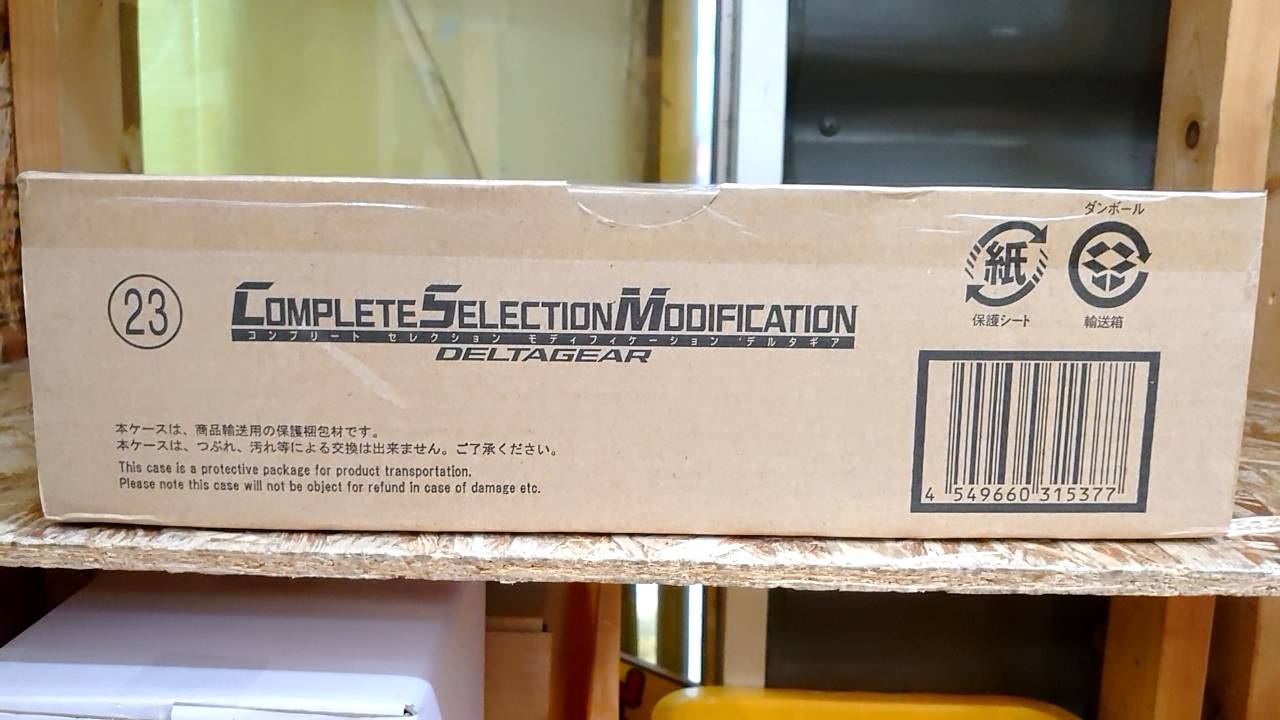 23
COMPLETE SELECTION MODIFICATION
コンプリート セレクション モディフィケーション デルタギア
DELTAGEAR
本ケースは、商品輸送用の保護梱包材です。
本ケースは、つぶれ、汚れ等による交換は出来ません。ご了承ください。
This case is a protective package for product transportation.
Please note this case will not be object for refund in case of damage etc.
ダンボール
紙
保護シート
輸送箱
4 549660 315377